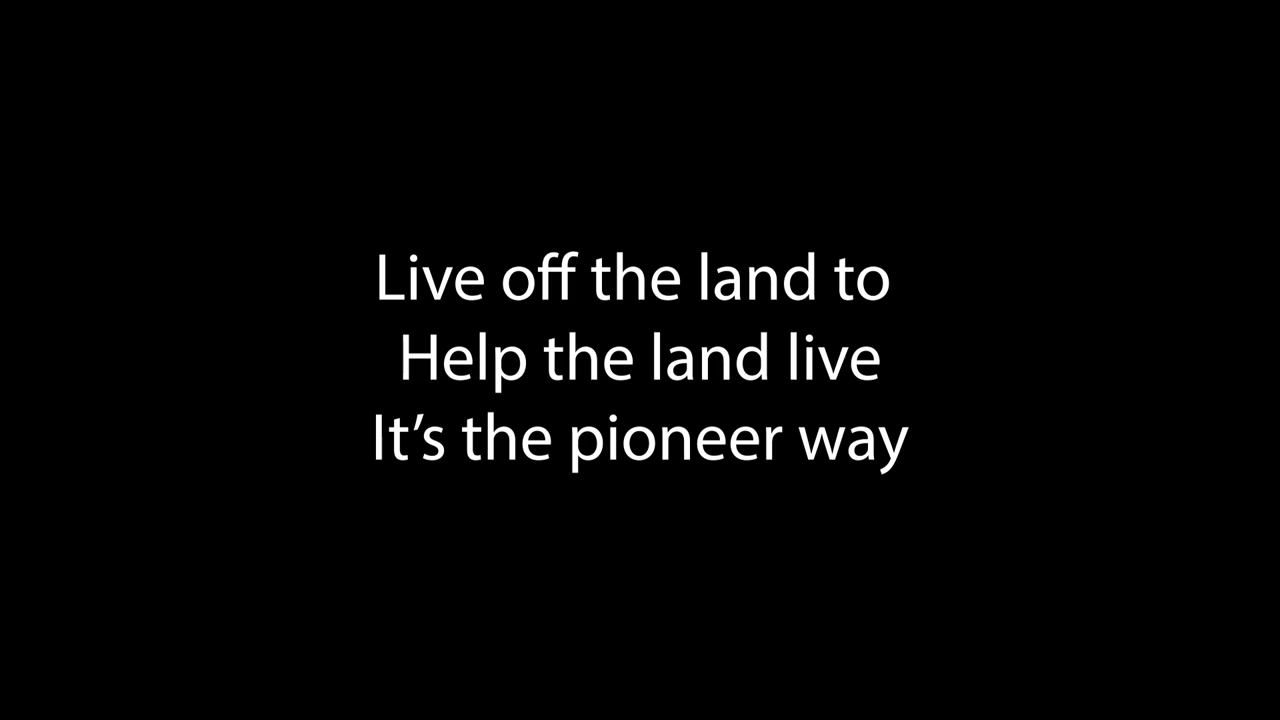 Live off the land to
Help the land live
It’s the pioneer way